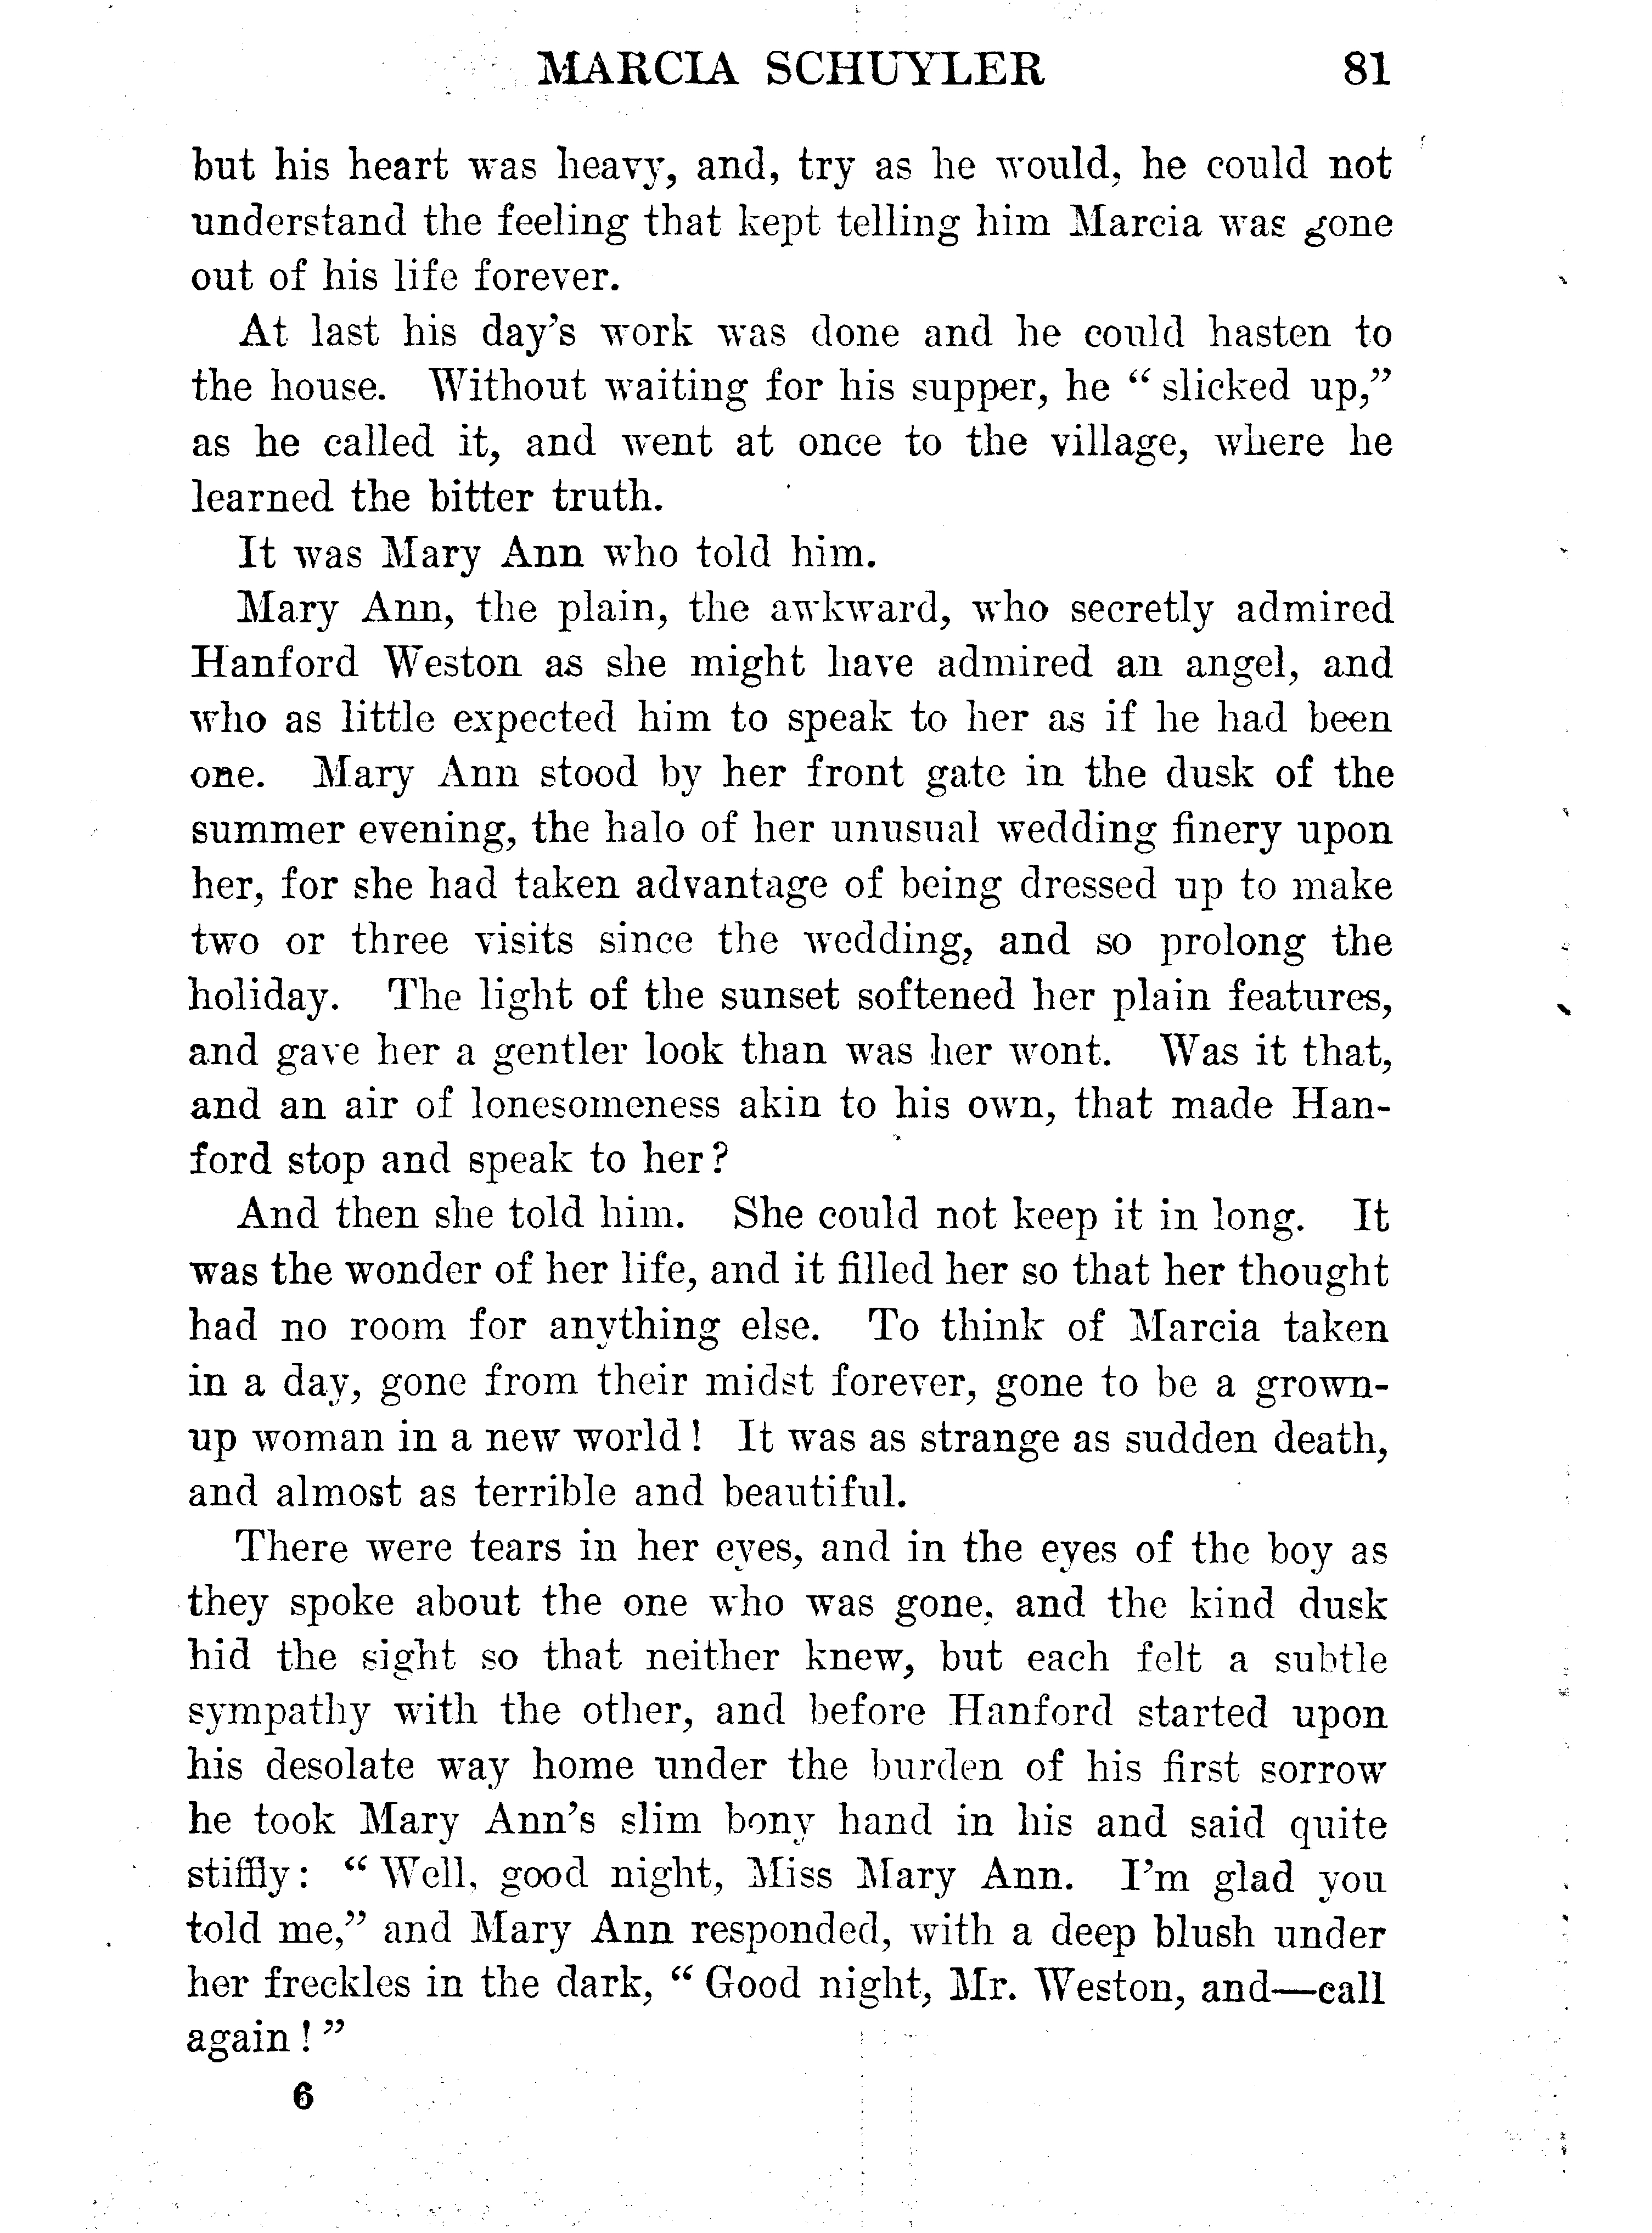 MARCIA SCHUYLER 81
but his heart was heavy, and, try as he would, he could not
understand the feeling that kept telling him Marcia was gone
out of his life forever.
At last his day's work was done and he could hasten to
the house. Without waiting for his supper, he “ slicked up,”
as he called it, and went at once to the village, where he
learned the bitter truth.
It was Mary Ann who told him.
Mary Ann, the plain, the awkward, who secretly admired
Hanford Weston as she might have admired an angel, and
who as little expected him to speak to her as if he had been
one. Mary Ann stood by her front gate in the dusk of the
summer evening, the halo of her unusual wedding finery upon
her, for she had taken advantage of being dressed up to make
two or three visits since the wedding, and so prolong the
holiday. The light of the sunset softened her plain features,
and gave her a gentler look than was her wont. Was it that,
and an air of lonesomeness akin to his own, that made Han-
ford stop and speak to her?
And then she told him. She could not keep it in long. It
was the wonder of her life, and it filled her so that her thought
had no room for anything else. To think of Marcia taken
in a day, gone from their midst forever, gone to be a grown-
up woman in a new world! It was as strange as sudden death,
and almost as terrible and beautiful.
There were tears in her eyes, and in the eyes of the boy as
they spoke about the one who was gone, and the kind dusk
hid the sight so that neither knew, but each felt a subtle
sympathy with the other, and before Hanford started upon
his desolate way home under the burden of his first sorrow
he took Mary Ann's slim bony hand in his and said quite
stiffly: “ Well, good night, Miss Mary Ann. I'm glad you
told me,” and Mary Ann responded, with a deep blush under
her freckles in the dark, “ Good night, Mr. Weston, and—call
again! ”
6